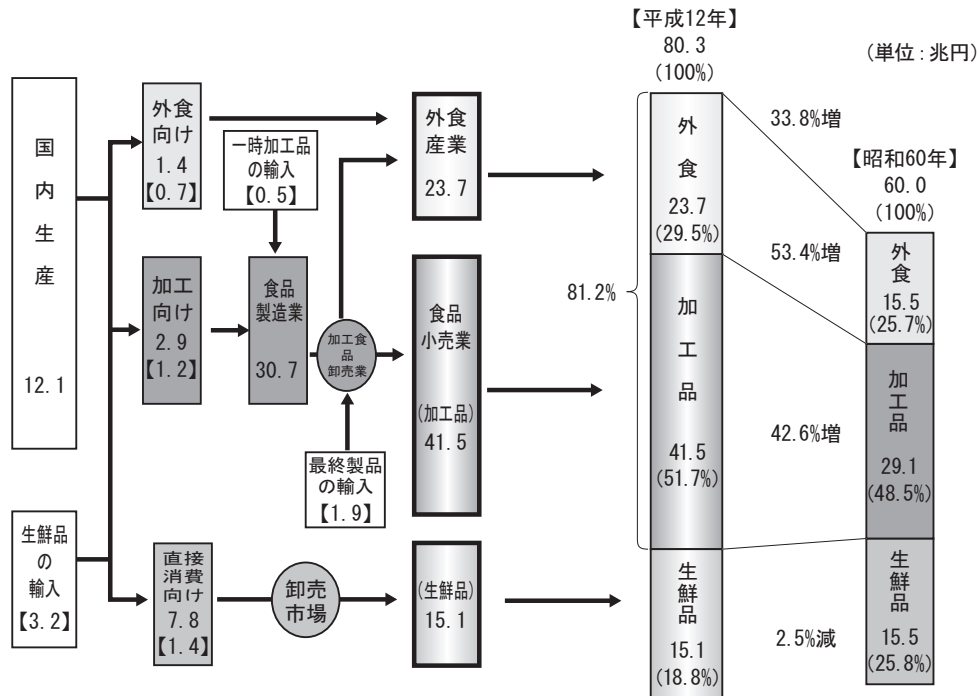 【平成12年】
80.3
(100%)
(単位:兆円)
国
内
生
産
12.1
外食
向け
1.4
【0.7】
一時加工品
の輸入
【0.5】
外食
産業
23.7
外
食
23.7
(29.5%)
33.8%増
【昭和60年】
60.0
(100%)
加工
向け
2.9
【1.2】
食品
製造業
30.7
加工食
品
卸売業
食品
小売業
(加工品)
41.5
81.2%
加
工
品
41.5
(51.7%)
53.4%増
42.6%増
外
食
15.5
(25.7%)
加
工
品
29.1
(48.5%)
最終製品
の輸入
【1.9】
生鮮品
の
輸入
【3.2】
直接
消費
向け
7.8
【1.4】
卸売
市場
(生鮮品)
15.1
生
鮮
品
15.1
(18.8%)
2.5%減
生
鮮
品
15.5
(25.8%)